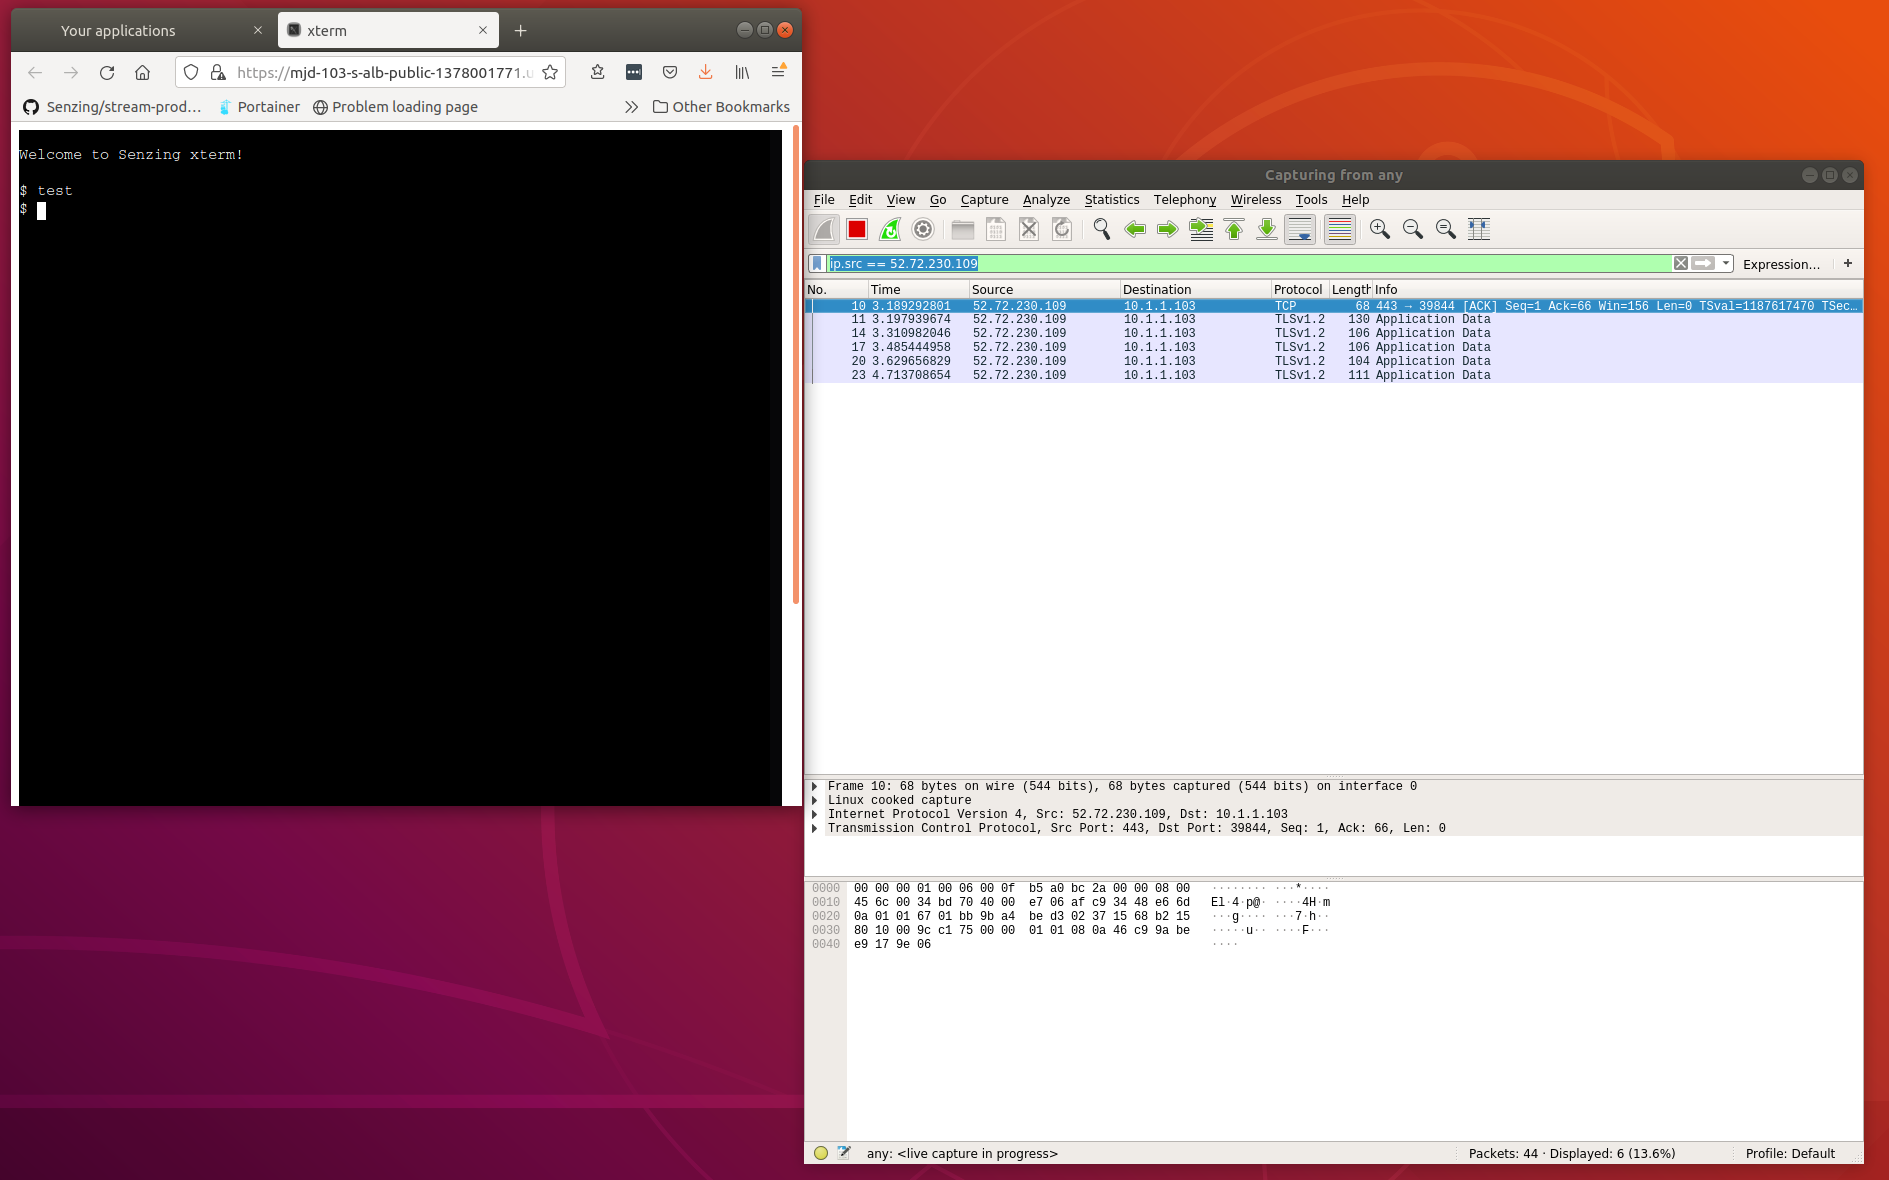 Your applications
xterm
https://mjd-103-s-alb-public-1378001771.u
Senzing/stream-prod…
Portainer
Problem loading page
Other Bookmarks
Welcome to Senzing xterm!
$ test
$
Capturing from any
File Edit View Go Capture Analyze Statistics Telephony Wireless Tools Help
ip.src == 52.72.230.109
Expression…
+
No. Time Source Destination Protocol Length Info
10 3.189292801 52.72.230.109 10.1.1.103 TCP 68 443 → 39844 [ACK] Seq=1 Ack=66 Win=156 Len=0 TSval=1187617470 TSec…
11 3.197939674 52.72.230.109 10.1.1.103 TLSv1.2 130 Application Data
14 3.310982046 52.72.230.109 10.1.1.103 TLSv1.2 106 Application Data
17 3.485444958 52.72.230.109 10.1.1.103 TLSv1.2 106 Application Data
20 3.629656829 52.72.230.109 10.1.1.103 TLSv1.2 104 Application Data
23 4.713708654 52.72.230.109 10.1.1.103 TLSv1.2 111 Application Data
Frame 10: 68 bytes on wire (544 bits), 68 bytes captured (544 bits) on interface 0
Linux cooked capture
Internet Protocol Version 4, Src: 52.72.230.109, Dst: 10.1.1.103
Transmission Control Protocol, Src Port: 443, Dst Port: 39844, Seq: 1, Ack: 66, Len: 0
0000 00 00 00 01 00 06 00 0f b5 a0 bc 2a 00 00 08 00 ········ ···*····
0010 45 6c 00 34 bd 70 40 00 e7 06 af c9 34 48 e6 6d El·4·p@· ····4H·m
0020 0a 01 01 67 01 bb 9b a4 be d3 02 37 15 68 b2 15 ···g···· ···7·h··
0030 80 10 00 9c c1 75 00 00 01 01 08 0a 46 c9 9a be ·····u·· ····F···
0040 e9 17 9e 06 ····
any: <live capture in progress>
Packets: 44 · Displayed: 6 (13.6%)
Profile: Default